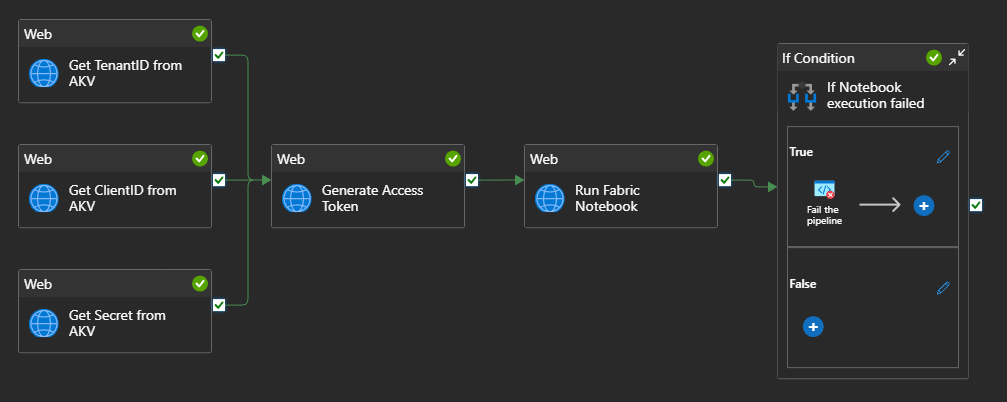 Web
Get TenantID from
AKV
Web
Get ClientID from
AKV
Web
Get Secret from
AKV
Web
Generate Access
Token
Web
Run Fabric
Notebook
If Condition
If Notebook
execution failed
True
Fail the
pipeline
False